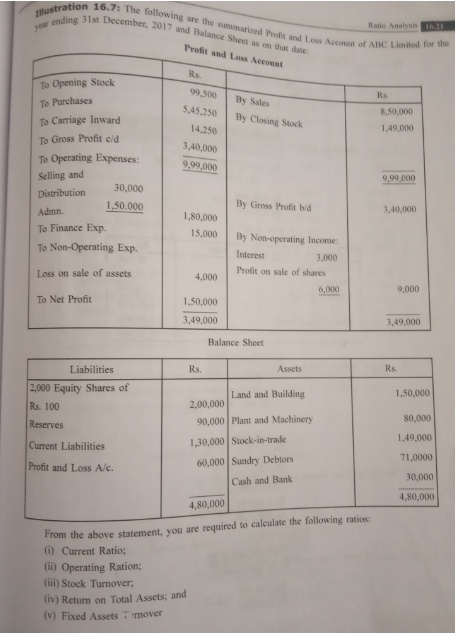 Ratio Analysis 16.21
Illustration 16.7: The following are the summarized Profit and Loss Account of ABC Limited for the
year ending 31st December, 2017 and Balance Sheet as on that date:
Profit and Loss Account
Rs. Rs.
To Opening Stock 99,500 By Sales 8,50,000
To Purchases 5,45,250 By Closing Stock 1,49,000
To Carriage Inward 14,250
To Gross Profit c/d 3,40,000
9,99,000 9,99,000
To Operating Expenses:
Selling and
Distribution 30,000
Admn. 1,50.000 1,80,000 By Gross Profit b/d 3,40,000
To Finance Exp. 15,000 By Non-operating Income:
To Non-Operating Exp. Interest 3,000
Loss on sale of assets 4,000 Profit on sale of shares
6,000 9,000
To Net Profit 1,50,000
3,49,000 3,49,000
Balance Sheet
Liabilities Rs. Assets Rs.
2,000 Equity Shares of Land and Building 1,50,000
Rs. 100 2,00,000
Reserves 90,000 Plant and Machinery 80,000
Current Liabilities 1,30,000 Stock-in-trade 1,49,000
Profit and Loss A/c. 60,000 Sundry Debtors 71,0000
Cash and Bank 30,000
4,80,000 4,80,000
From the above statement, you are required to calculate the following ratios:
(i) Current Ratio;
(ii) Operating Ration;
(iii) Stock Turnover;
(iv) Return on Total Assets; and
(v) Fixed Assets